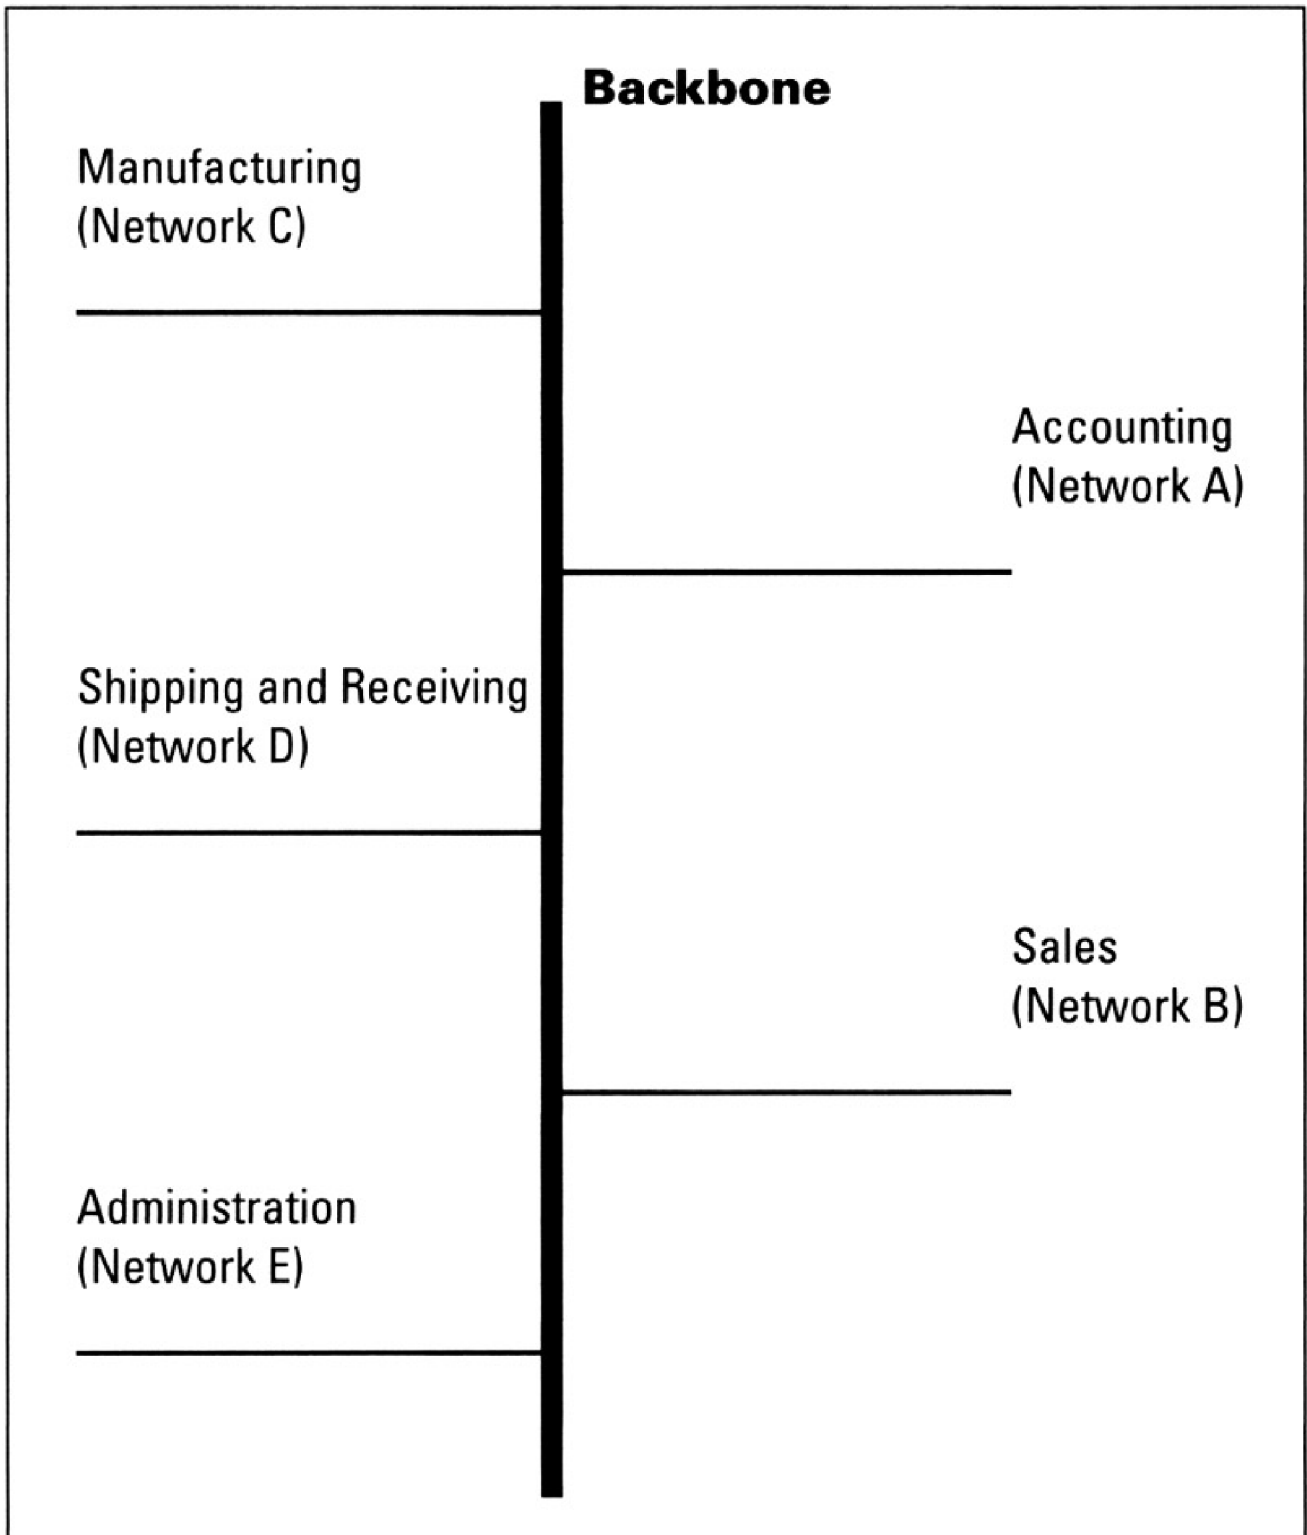 Backbone
Manufacturing
(Network C)
Accounting
(Network A)
Shipping and Receiving
(Network D)
Sales
(Network B)
Administration
(Network E)